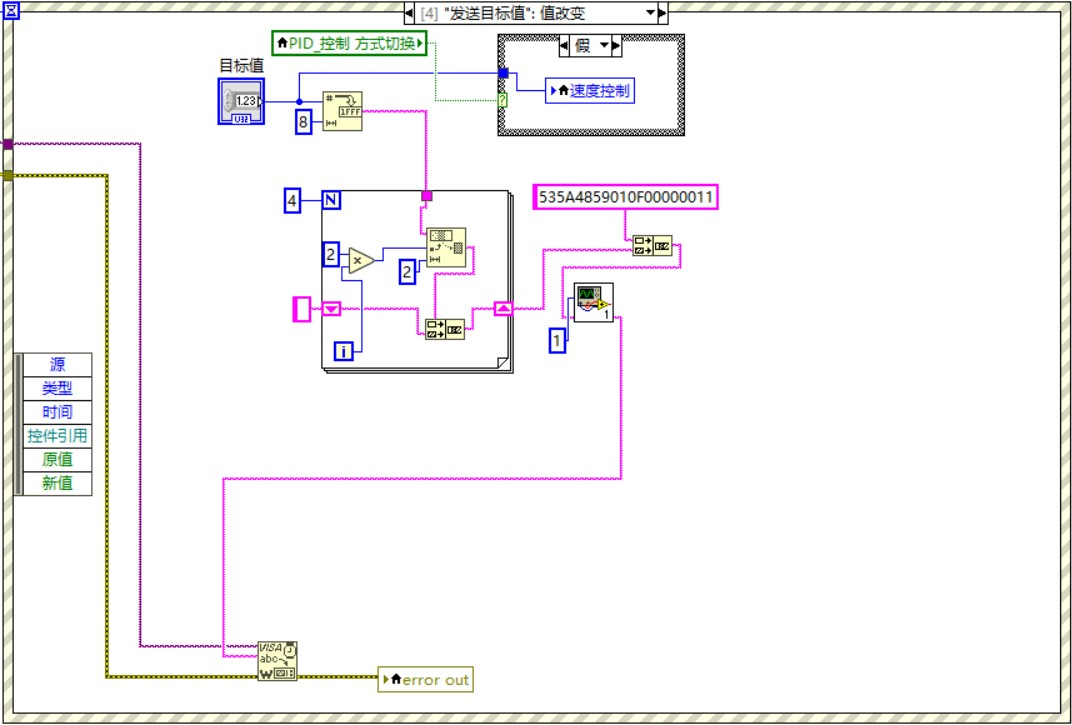 [4] "发送目标值": 值改变
PID_控制 方式切换
假
目标值
1.23
U32
速度控制
#
1FFF
8
?
4
N
535A4859010F00000011
2
x
2
i
1
1
源
类型
时间
控件引用
原值
新值
VISA
abc
W
error out